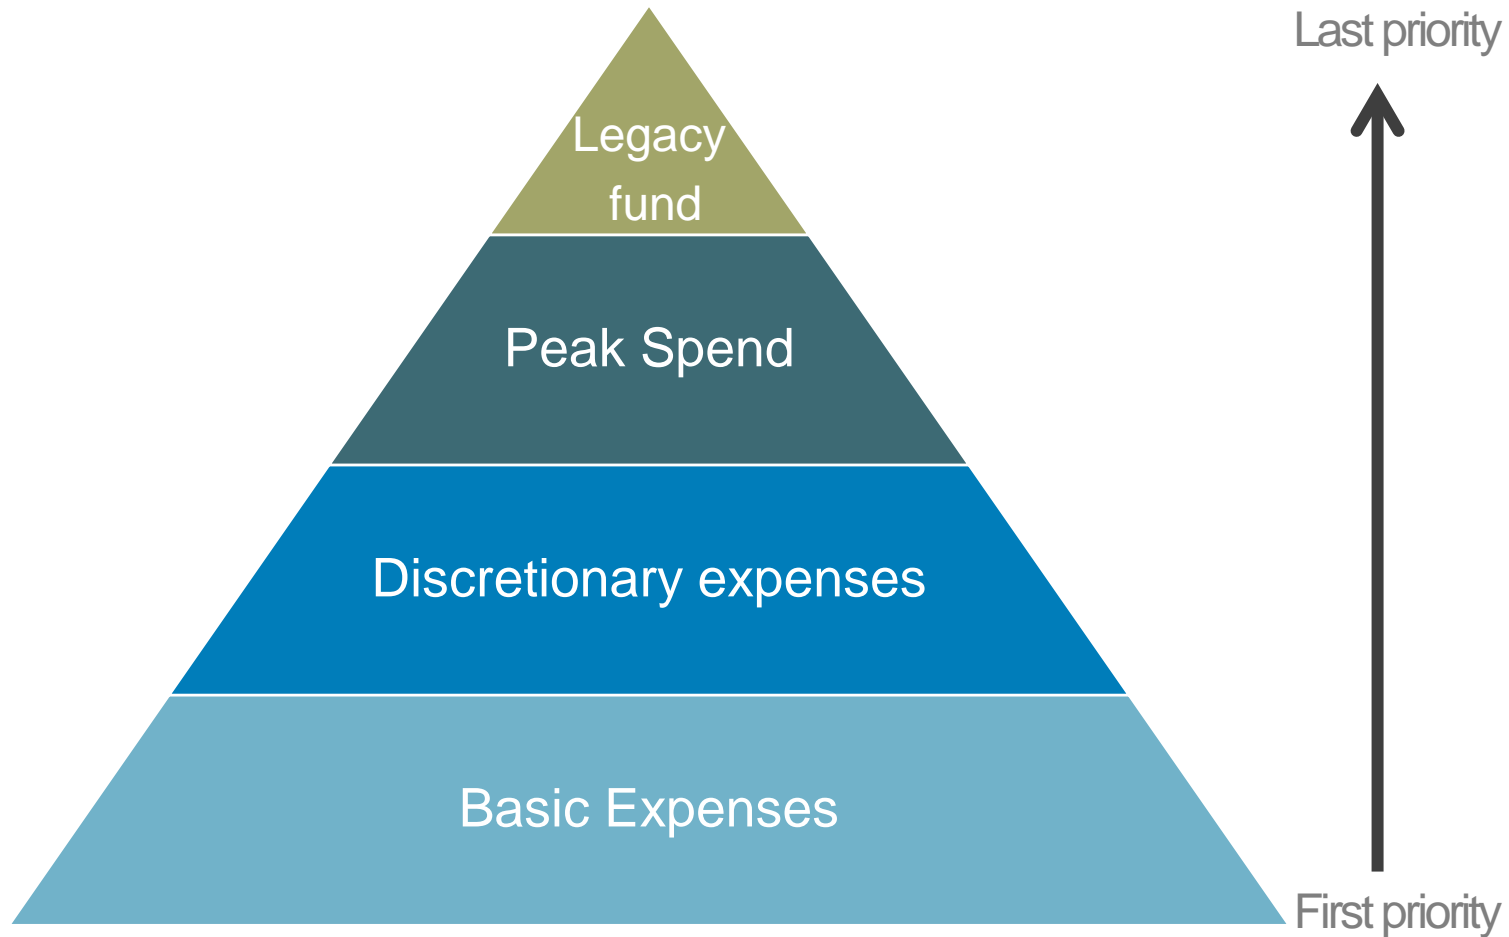 Last priority
Legacy
fund
Peak Spend
Discretionary expenses
Basic Expenses
First priority